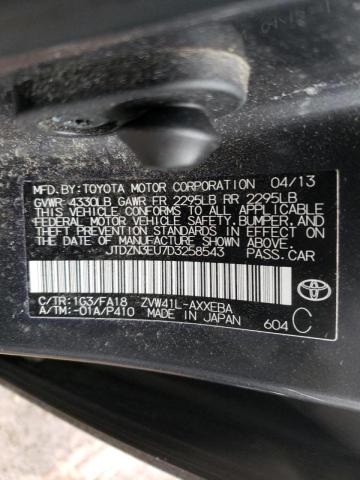 MFD. BY: TOYOTA MOTOR CORPORATION 04/13
GVWR 4330LB GAWR FR 2295LB RR 2295LB
THIS VEHICLE CONFORMS TO ALL APPLICABLE
FEDERAL MOTOR VEHICLE SAFETY, BUMPER, AND
THEFT PREVENTION STANDARDS IN EFFECT ON
THE DATE OF MANUFACTURE SHOWN ABOVE.
JTDZN3EU7D3258543 PASS. CAR
C/TR: 1G3/FA18 ZVW41L-AXXEBA
A/TM: -01A/P410 MADE IN JAPAN 604 C
TOYOTA